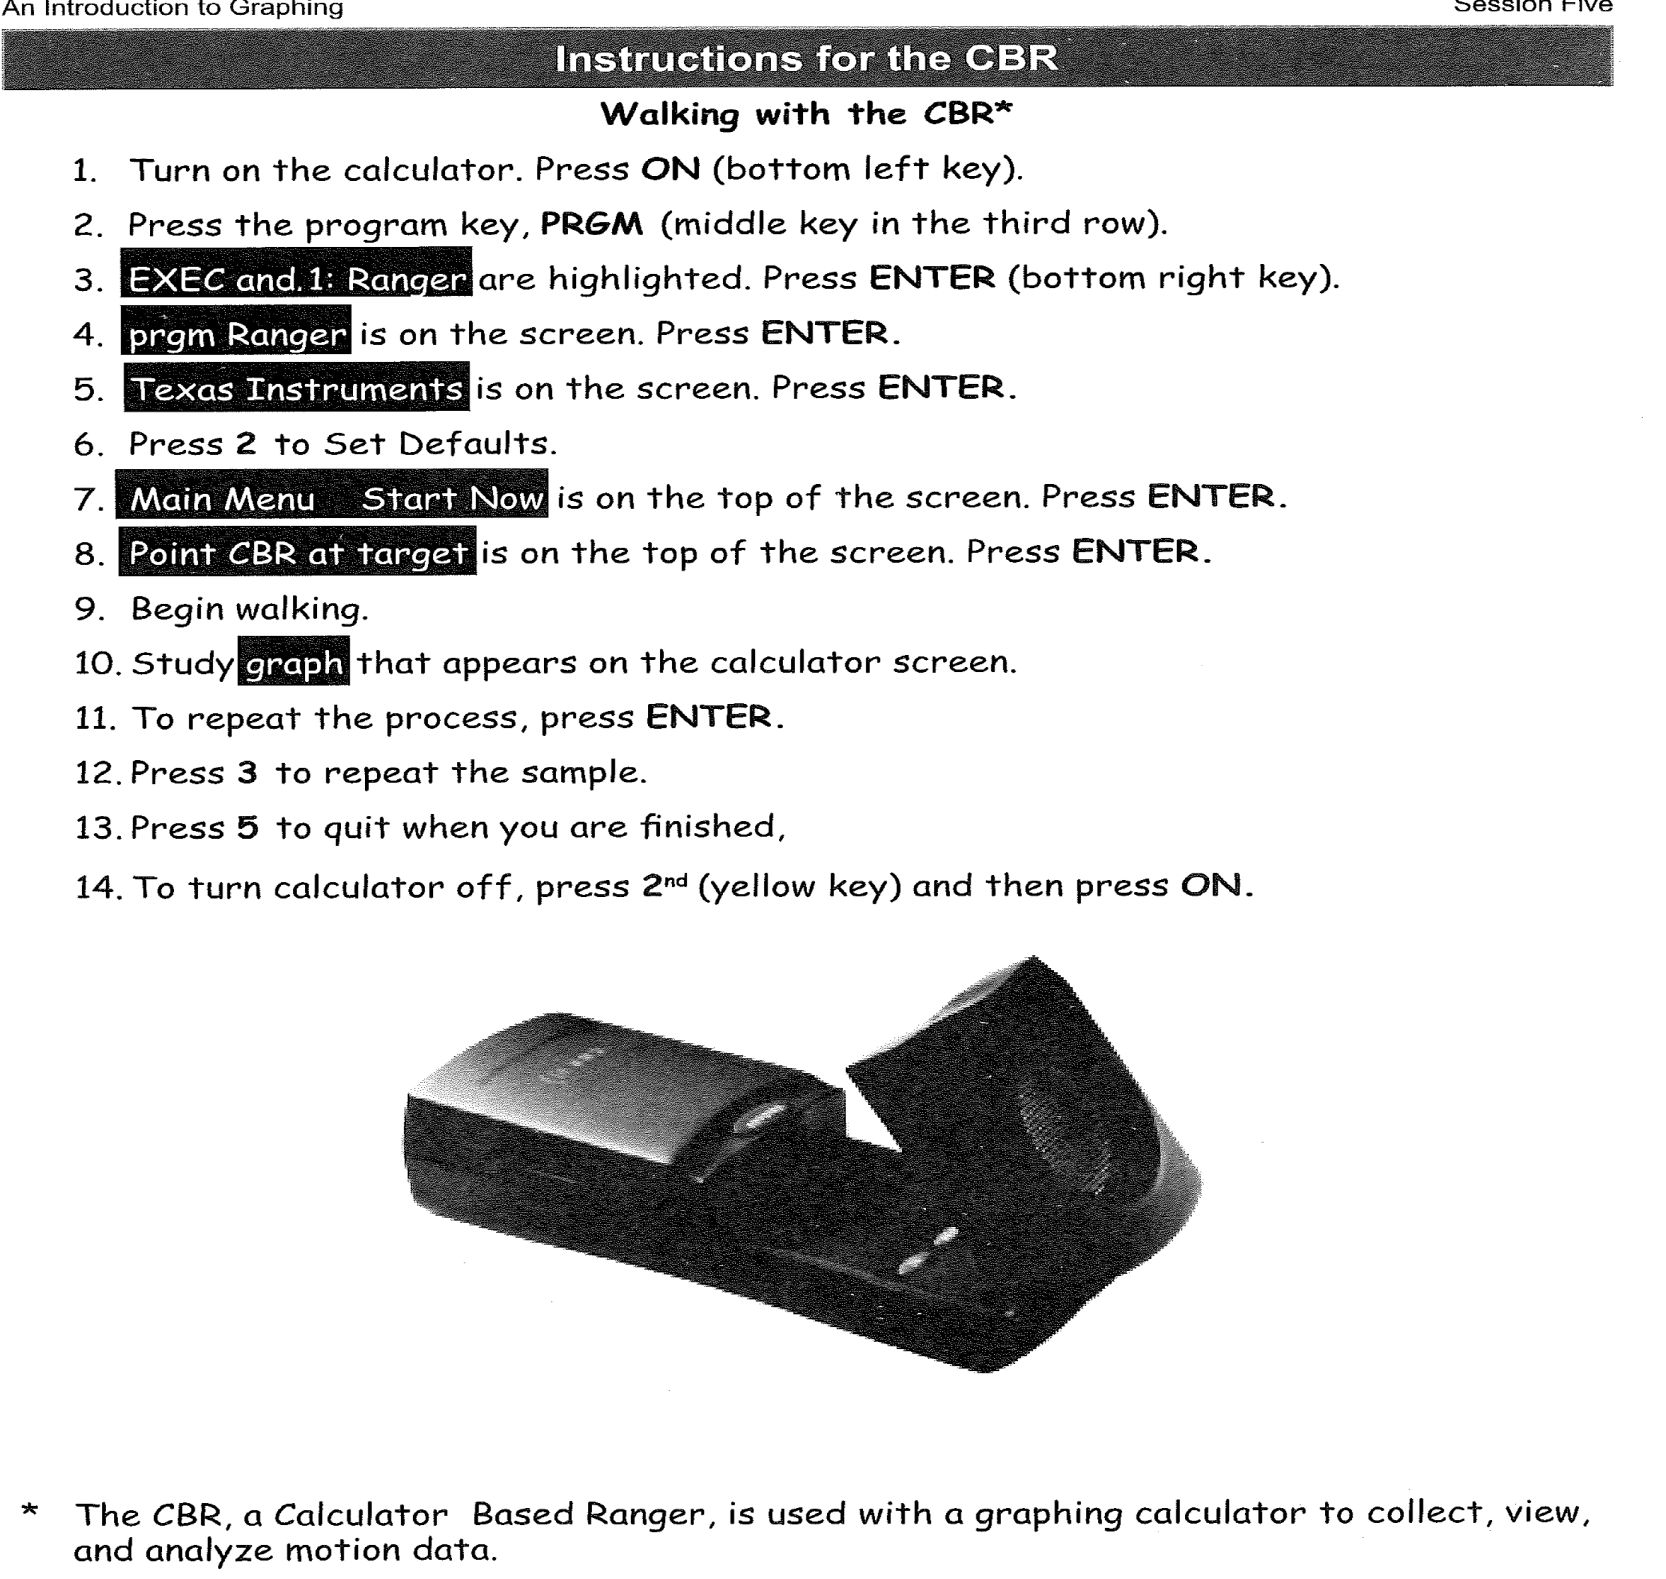 An Introduction to Graphing
Session Five
Instructions for the CBR
Walking with the CBR*
1. Turn on the calculator. Press ON (bottom left key).
2. Press the program key, PRGM (middle key in the third row).
3. EXEC and 1: Ranger are highlighted. Press ENTER (bottom right key).
4. prgm Ranger is on the screen. Press ENTER.
5. Texas Instruments is on the screen. Press ENTER.
6. Press 2 to Set Defaults.
7. Main Menu Start Now is on the top of the screen. Press ENTER.
8. Point CBR at target is on the top of the screen. Press ENTER.
9. Begin walking.
10. Study graph that appears on the calculator screen.
11. To repeat the process, press ENTER.
12. Press 3 to repeat the sample.
13. Press 5 to quit when you are finished,
14. To turn calculator off, press 2nd (yellow key) and then press ON.
* The CBR, a Calculator Based Ranger, is used with a graphing calculator to collect, view,
and analyze motion data.